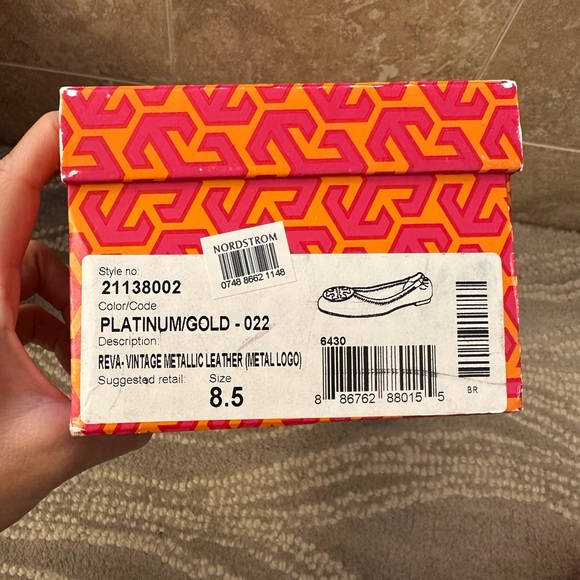 NORDSTROM
0748 8662 1148
Style no:
21138002
Color/Code
PLATINUM/GOLD - 022
Description:
REVA- VINTAGE METALLIC LEATHER (METAL LOGO)
Suggested retail: Size
8.5
6430
8 86762 88015 5
BR